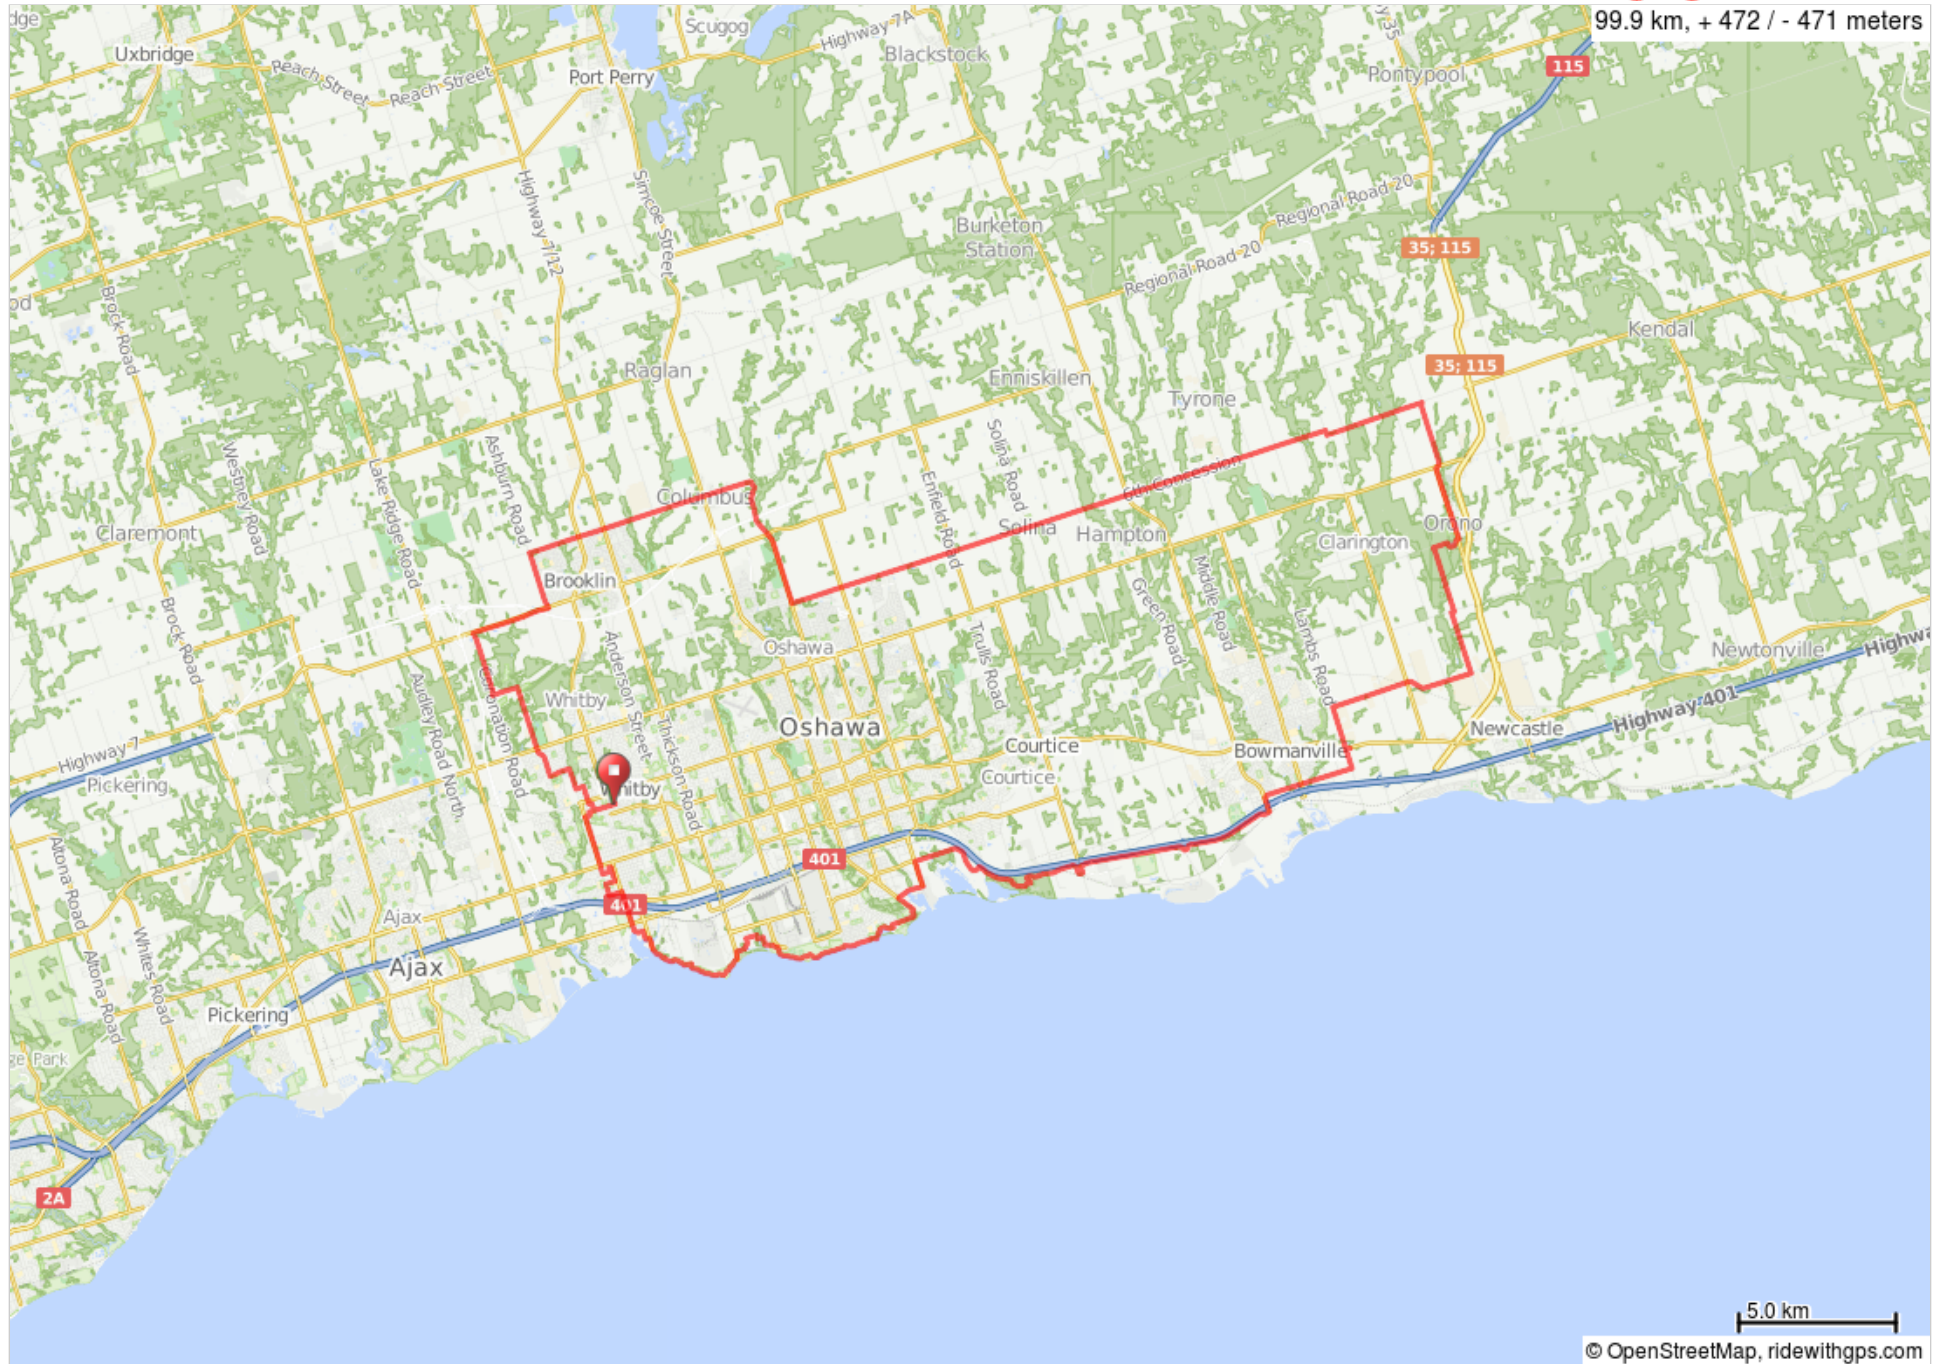 99.9 km, + 472 / - 471 meters
Scugog
Highway 7A
Uxbridge
Blackstock
115
Reach Street
Reach Street
Port Perry
Pontypool
Highway 7/12
Simcoe Street
Regional Road 20
Burketon
Station
35; 115
Regional Road 20
Brock Road
Kendal
35; 115
Raglan
Enniskillen
Tyrone
Ashburn Road
Solina Road
Westney Road
Lake Ridge Road
6th Concession
Enfield Road
Columbus
Claremont
Solina
Hampton
Orono
Clarington
Brooklin
Middle Road
Green Road
Brock Road
Anderson Street
Oshawa
Trulls Road
Lambs Road
Newtonville
Highwa
Coronation Road
Audley Road North
Whitby
Thickson Road
Highway 401
Oshawa
Newcastle
Highway 7
Courtice
Bowmanville
Pickering
Courtice
Whitby
Altona Road
401
401
Ajax
Whites Road
Altona Road
Ajax
Pickering
ge Park
2A
5.0 km
© OpenStreetMap, ridewithgps.com